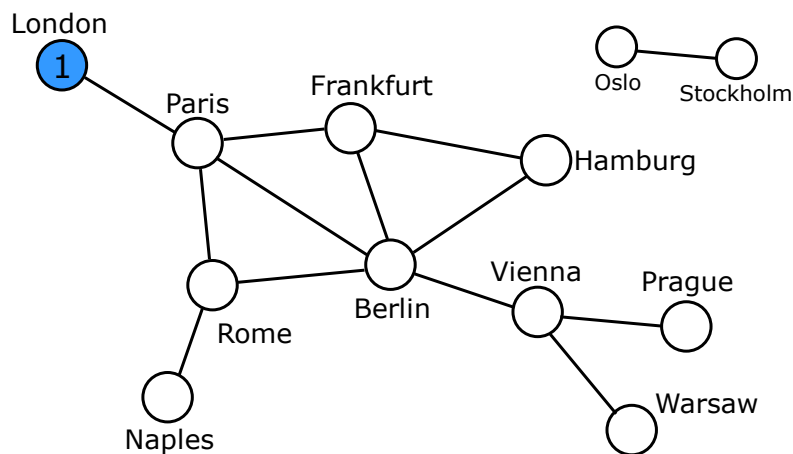 London
1
Paris
Frankfurt
Oslo
Stockholm
Hamburg
Rome
Berlin
Vienna
Prague
Naples
Warsaw